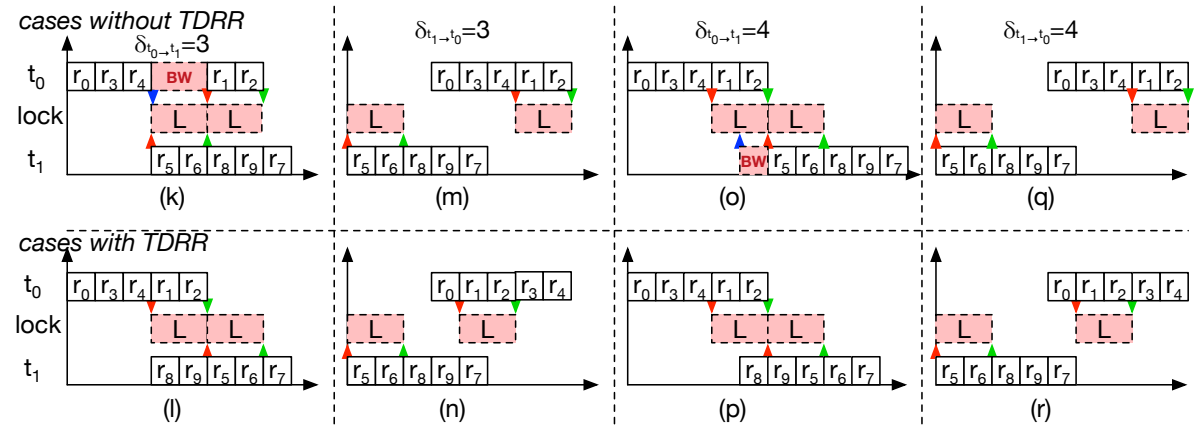 cases without TDRR
δt₀→t₁=3 δt₁→t₀=3 δt₀→t₁=4 δt₁→t₀=4
t₀ r₀ r₃ r₄ BW r₁ r₂ r₀ r₃ r₄ r₁ r₂ r₀ r₃ r₄ r₁ r₂ r₀ r₃ r₄ r₁ r₂
lock L L L L L L L L
t₁ r₅ r₆ r₈ r₉ r₇ r₅ r₆ r₈ r₉ r₇ BW r₅ r₆ r₈ r₉ r₇ r₅ r₆ r₈ r₉ r₇
(k) (m) (o) (q)
cases with TDRR
t₀ r₀ r₃ r₄ r₁ r₂ r₀ r₁ r₂ r₃ r₄ r₀ r₃ r₄ r₁ r₂ r₀ r₁ r₂ r₃ r₄
lock L L L L L L L L
t₁ r₈ r₉ r₅ r₆ r₇ r₅ r₆ r�8 r₉ r₇ r₈ r₉ r₅ r₆ r₇ r₅ r₆ r₈ r₉ r₇
(l) (n) (p) (r)